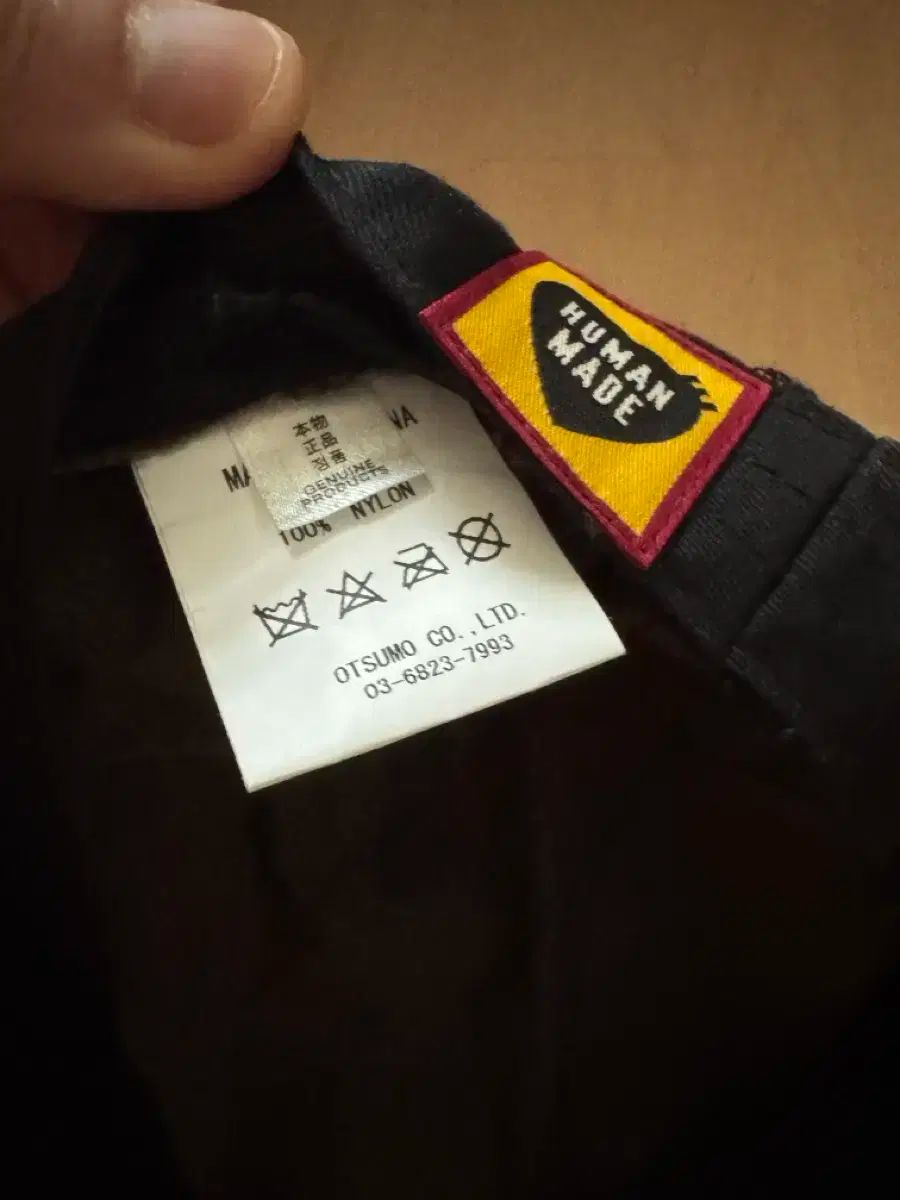 HUMAN
MADE
本物
正品
정품
GENUINE
PRODUCTS
100% NYLON
OTSUMO CO.,LTD.
03-6823-7993